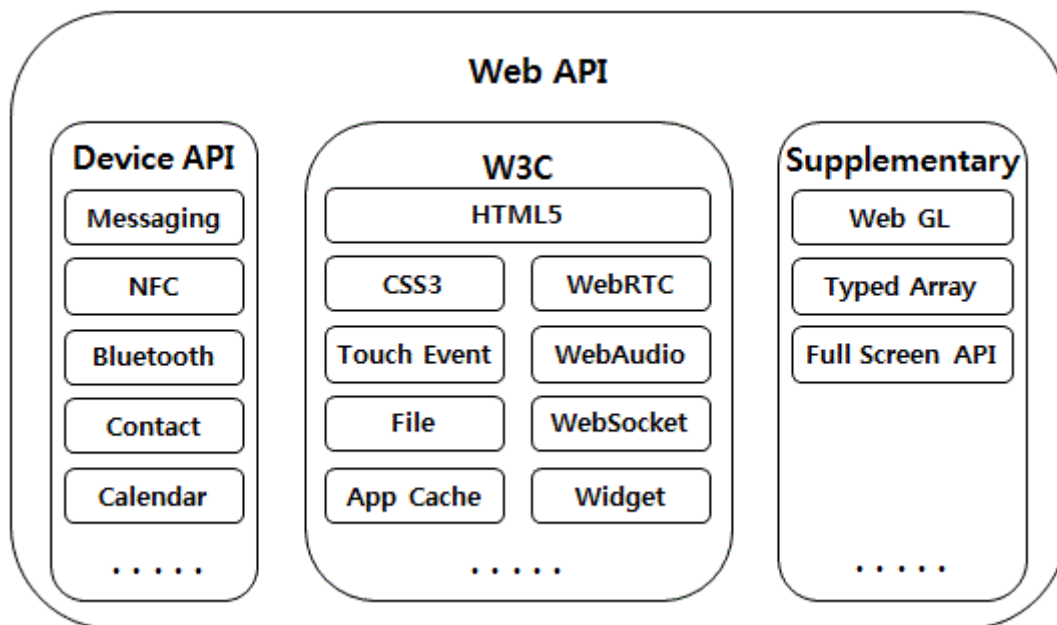 Web API
Device API
Messaging
NFC
Bluetooth
Contact
Calendar
. . . . .
W3C
HTML5
CSS3
WebRTC
Touch Event
WebAudio
File
WebSocket
App Cache
Widget
. . . . .
Supplementary
Web GL
Typed Array
Full Screen API
. . . . .